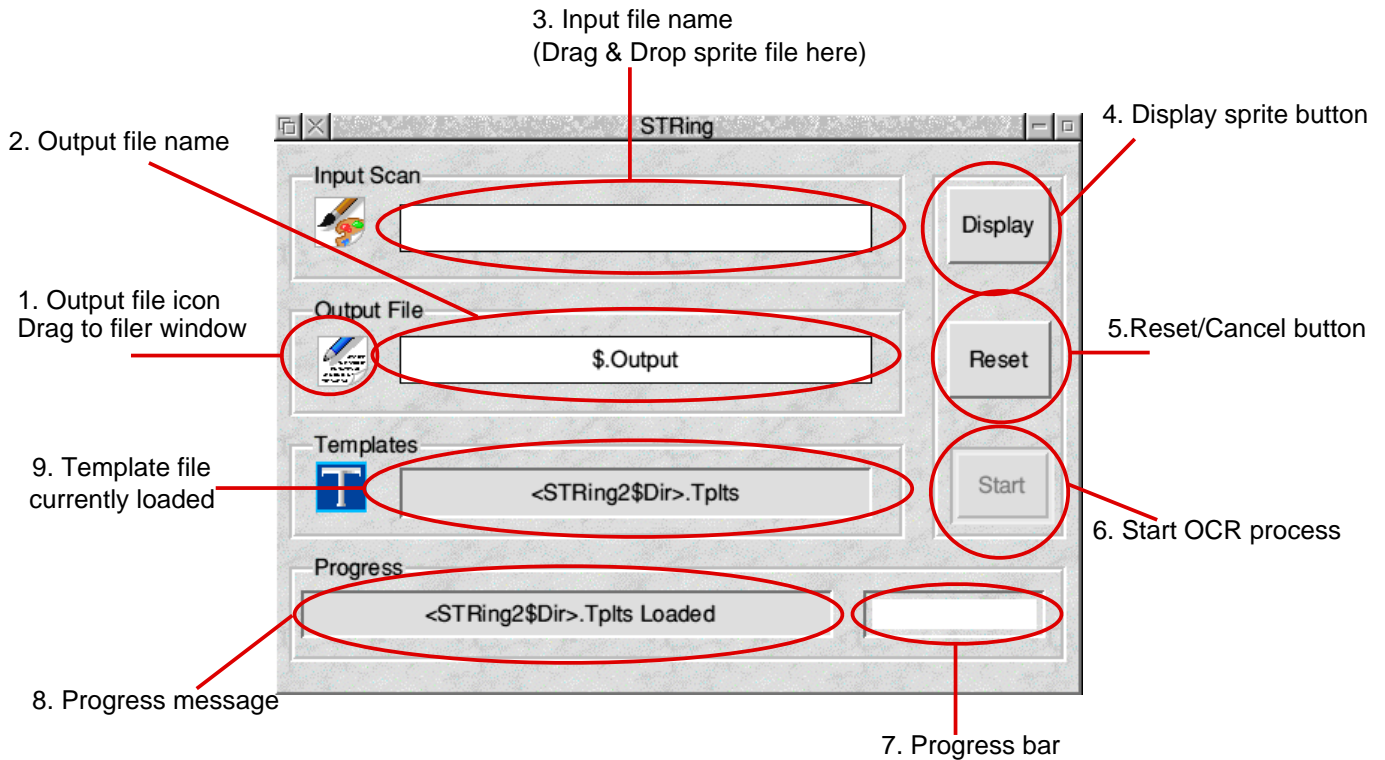 3. Input file name
(Drag & Drop sprite file here)
4. Display sprite button
2. Output file name
STRing
Input Scan
Display
1. Output file icon
Drag to filer window
Output File
$.Output
Reset
5.Reset/Cancel button
Templates
9. Template file
currently loaded
<STRing2$Dir>.Tplts
Start
6. Start OCR process
Progress
<STRing2$Dir>.Tplts Loaded
8. Progress message
7. Progress bar